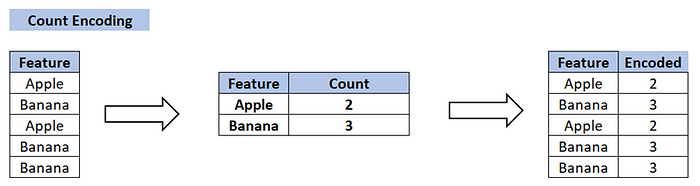 Count Encoding
Feature
Apple
Banana
Apple
Banana
Banana
Feature Count
Apple 2
Banana 3
Feature Encoded
Apple 2
Banana 3
Apple 2
Banana 3
Banana 3